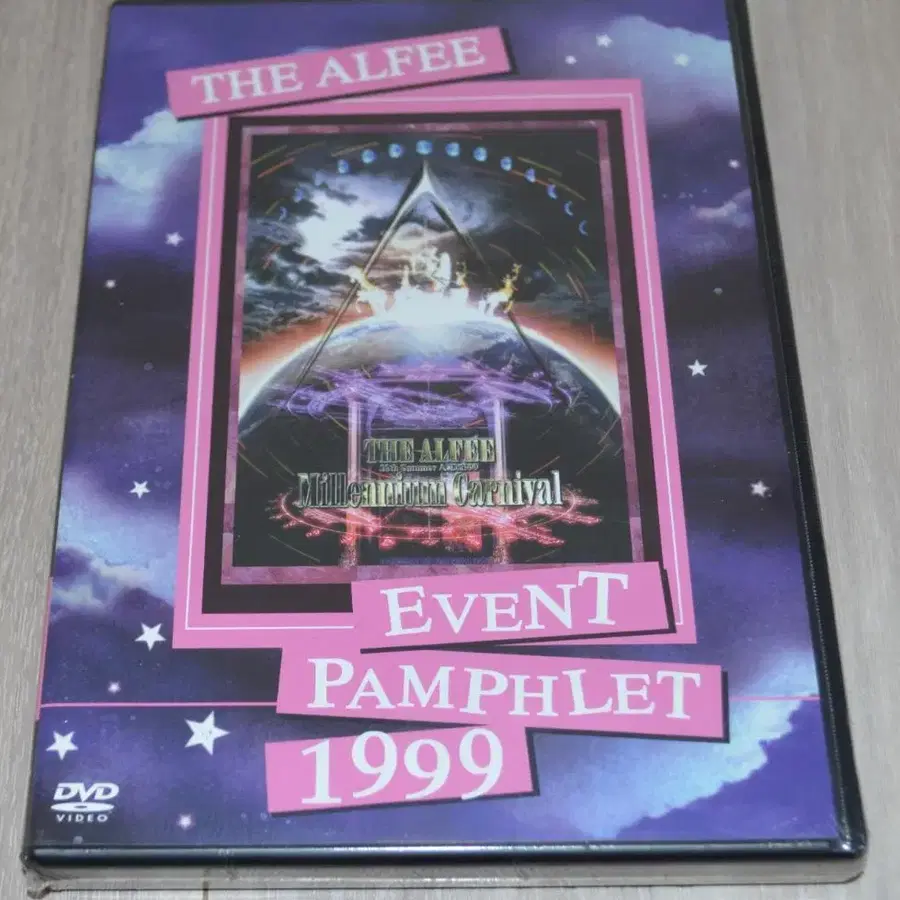 THE ALFEE
THE ALFEE
Millennium Carnival
EVENT
PAMPHLET
1999
DVD
VIDEO